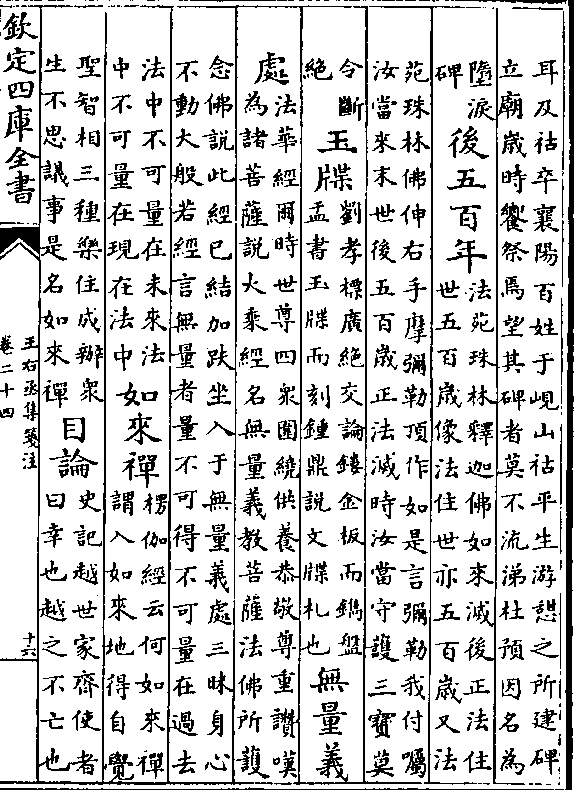 耳及祜卒襄陽百姓于峴山祜平生游憩之所建碑
立廟歲時饗祭焉望其碑者莫不流涕杜預因名為
墮淚
碑
後五百年
法苑珠林釋迦佛如來滅後正法住
世五百歲像法住世亦五百歲又法
苑珠林佛伸右手摩彌勒頂作如是言彌勒我付囑
汝當來末世後五百歲正法滅時汝當守護三寶莫
令斷
絶
玉牒
劉孝標廣絶交論鏤金板而鐫盤
盂書玉牒而刻鍾鼎說文牒札也
無量義
處
法華經爾時世尊四衆圍繞供養恭敬尊重讚嘆
為諸菩薩說大乘經名無量義教菩薩法佛所護
念佛說此經已結加趺坐入于無量義處三昧身心
不動大般若經言無量者量不可得不可量在過去
法中不可量在未來法
中不可量在現在法中
如來禪
楞伽經云何如來禪
謂入如來地得自覺
聖智相三種樂住成辦衆
生不思議事是名如來禪
目論
史記越世家齊使者
曰幸也越之不亡也
欽定四庫全書
王右丞集箋注
卷二十四
十六